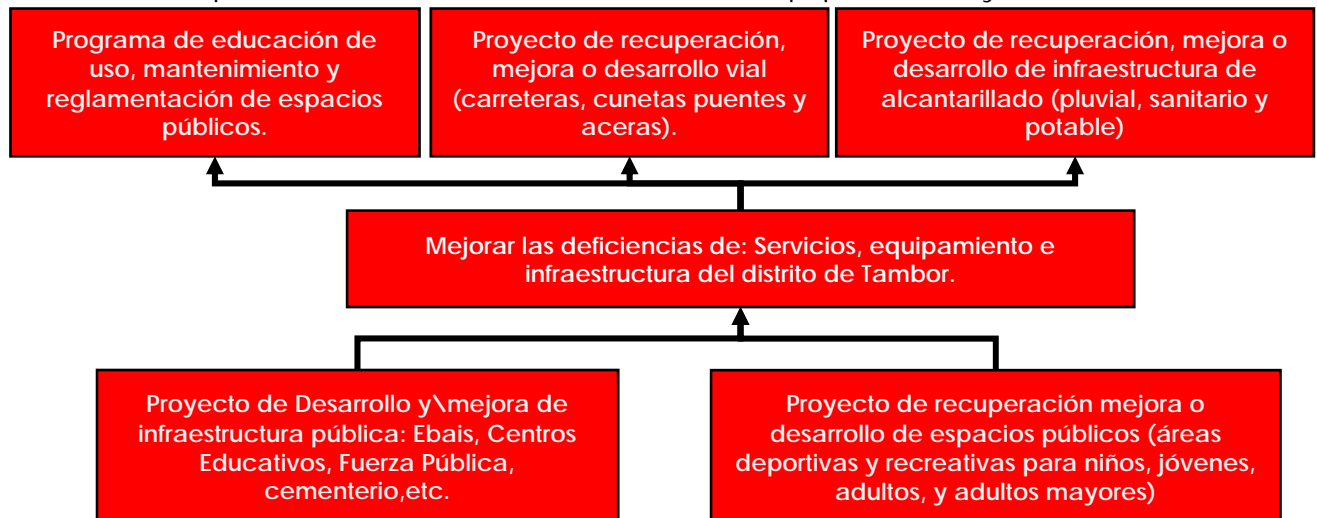 Programa de educación de
uso, mantenimiento y
reglamentación de espacios
públicos.
Proyecto de recuperación,
mejora o desarrollo vial
(carreteras, cunetas puentes y
aceras).
Proyecto de recuperación, mejora o
desarrollo de infraestructura de
alcantarillado (pluvial, sanitario y
potable)
Mejorar las deficiencias de: Servicios, equipamiento e
infraestructura del distrito de Tambor.
Proyecto de Desarrollo y\mejora de
infraestructura pública: Ebais, Centros
Educativos, Fuerza Pública,
cementerio,etc.
Proyecto de recuperación mejora o
desarrollo de espacios públicos (áreas
deportivas y recreativas para niños, jóvenes,
adultos, y adultos mayores)